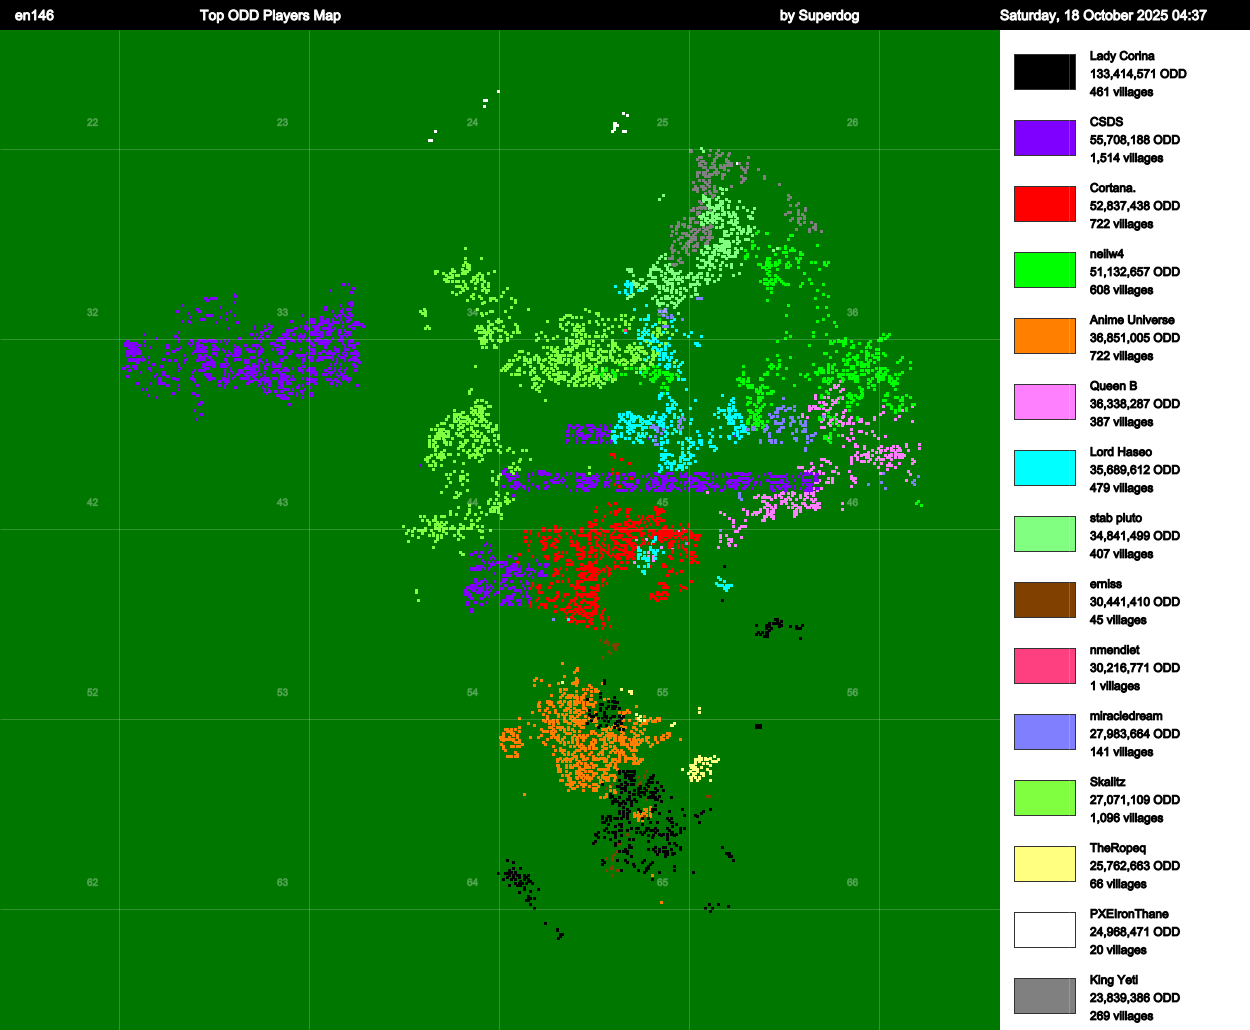 en146 Top ODD Players Map by Superdog Saturday, 18 October 2025 04:37
Lady Corina
133,414,571 ODD
461 villages
CSDS
55,708,188 ODD
1,514 villages
Cortana.
52,837,438 ODD
722 villages
neilw4
51,132,657 ODD
608 villages
Anime Universe
36,851,005 ODD
722 villages
Queen B
36,338,287 ODD
387 villages
Lord Haseo
35,689,612 ODD
479 villages
stab pluto
34,841,499 ODD
407 villages
erniss
30,441,410 ODD
45 villages
nmendiet
30,216,771 ODD
1 villages
miracledream
27,983,664 ODD
141 villages
Skalitz
27,071,109 ODD
1,096 villages
TheRopeq
25,762,663 ODD
66 villages
PXEIronThane
24,968,471 ODD
20 villages
King Yeti
23,839,386 ODD
269 villages
22 23 24 25 26
32 33 34 35 36
42 43 44 45 46
52 53 54 55 56
62 63 64 65 66